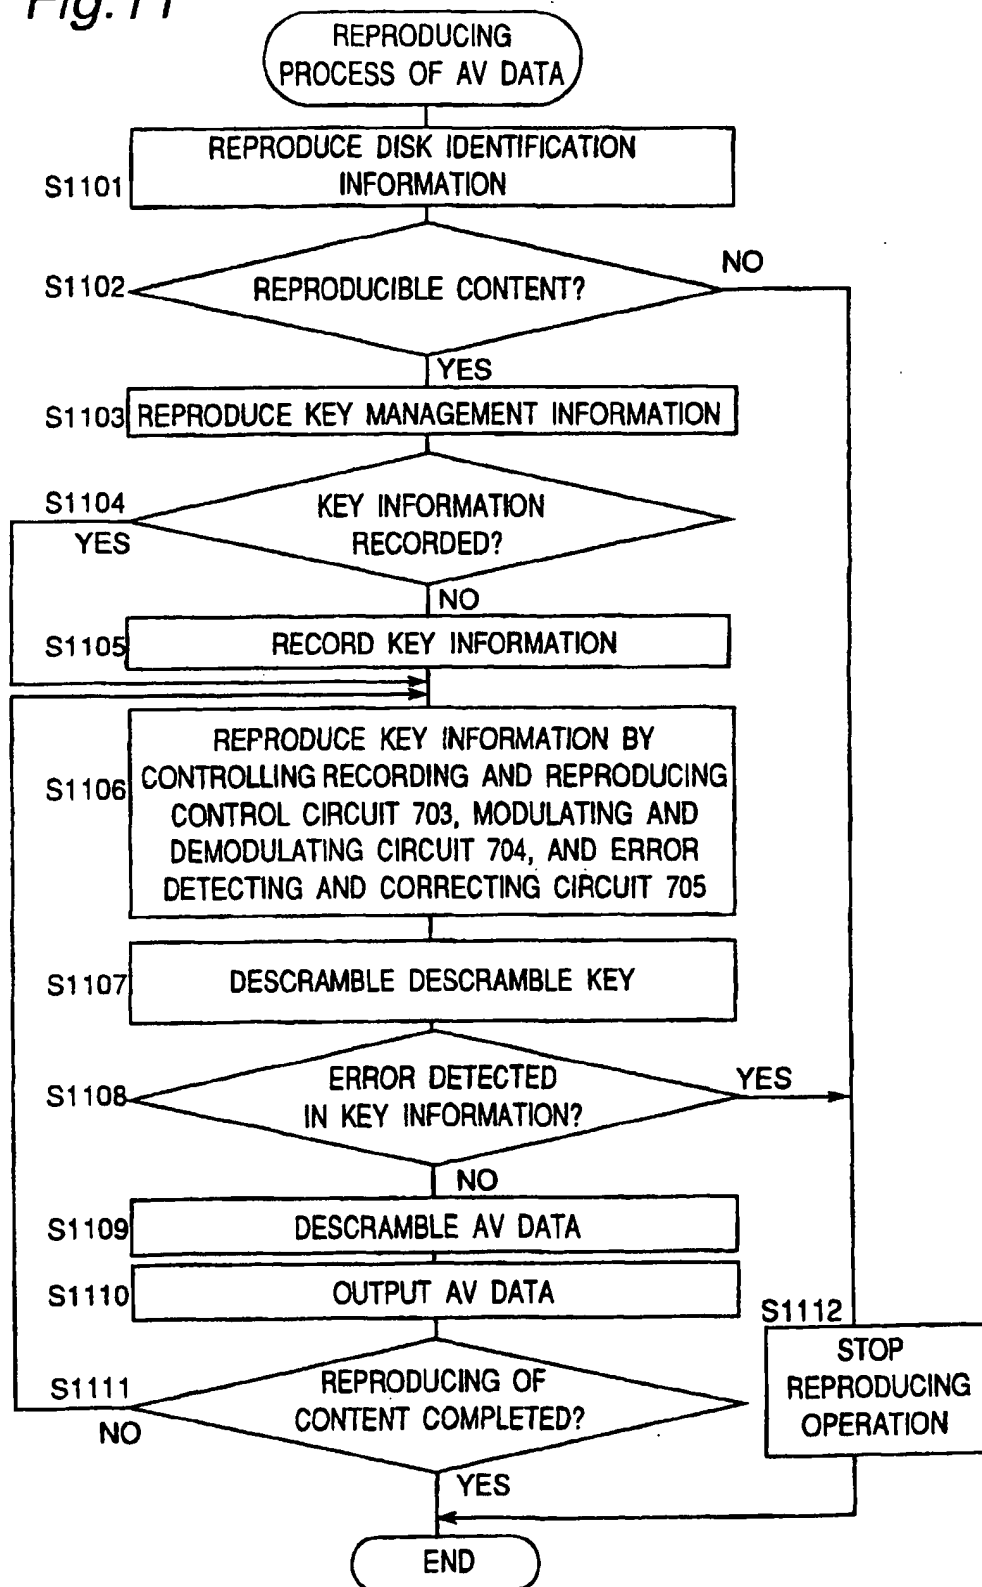 Fig.11
REPRODUCING
PROCESS OF AV DATA
REPRODUCE DISK IDENTIFICATION
INFORMATION
S1101
NO
S1102
REPRODUCIBLE CONTENT?
YES
S1103
REPRODUCE KEY MANAGEMENT INFORMATION
S1104
KEY INFORMATION
RECORDED?
YES
NO
S1105
RECORD KEY INFORMATION
REPRODUCE KEY INFORMATION BY
CONTROLLING RECORDING AND REPRODUCING
S1106
CONTROL CIRCUIT 703, MODULATING AND
DEMODULATING CIRCUIT 704, AND ERROR
DETECTING AND CORRECTING CIRCUIT 705
S1107
DESCRAMBLE DESCRAMBLE KEY
ERROR DETECTED
YES
S1108
IN KEY INFORMATION?
NO
S1109
DESCRAMBLE AV DATA
S1110
OUTPUT AV DATA
S1112
STOP
REPRODUCING
OPERATION
S1111
REPRODUCING OF
CONTENT COMPLETED?
NO
YES
END